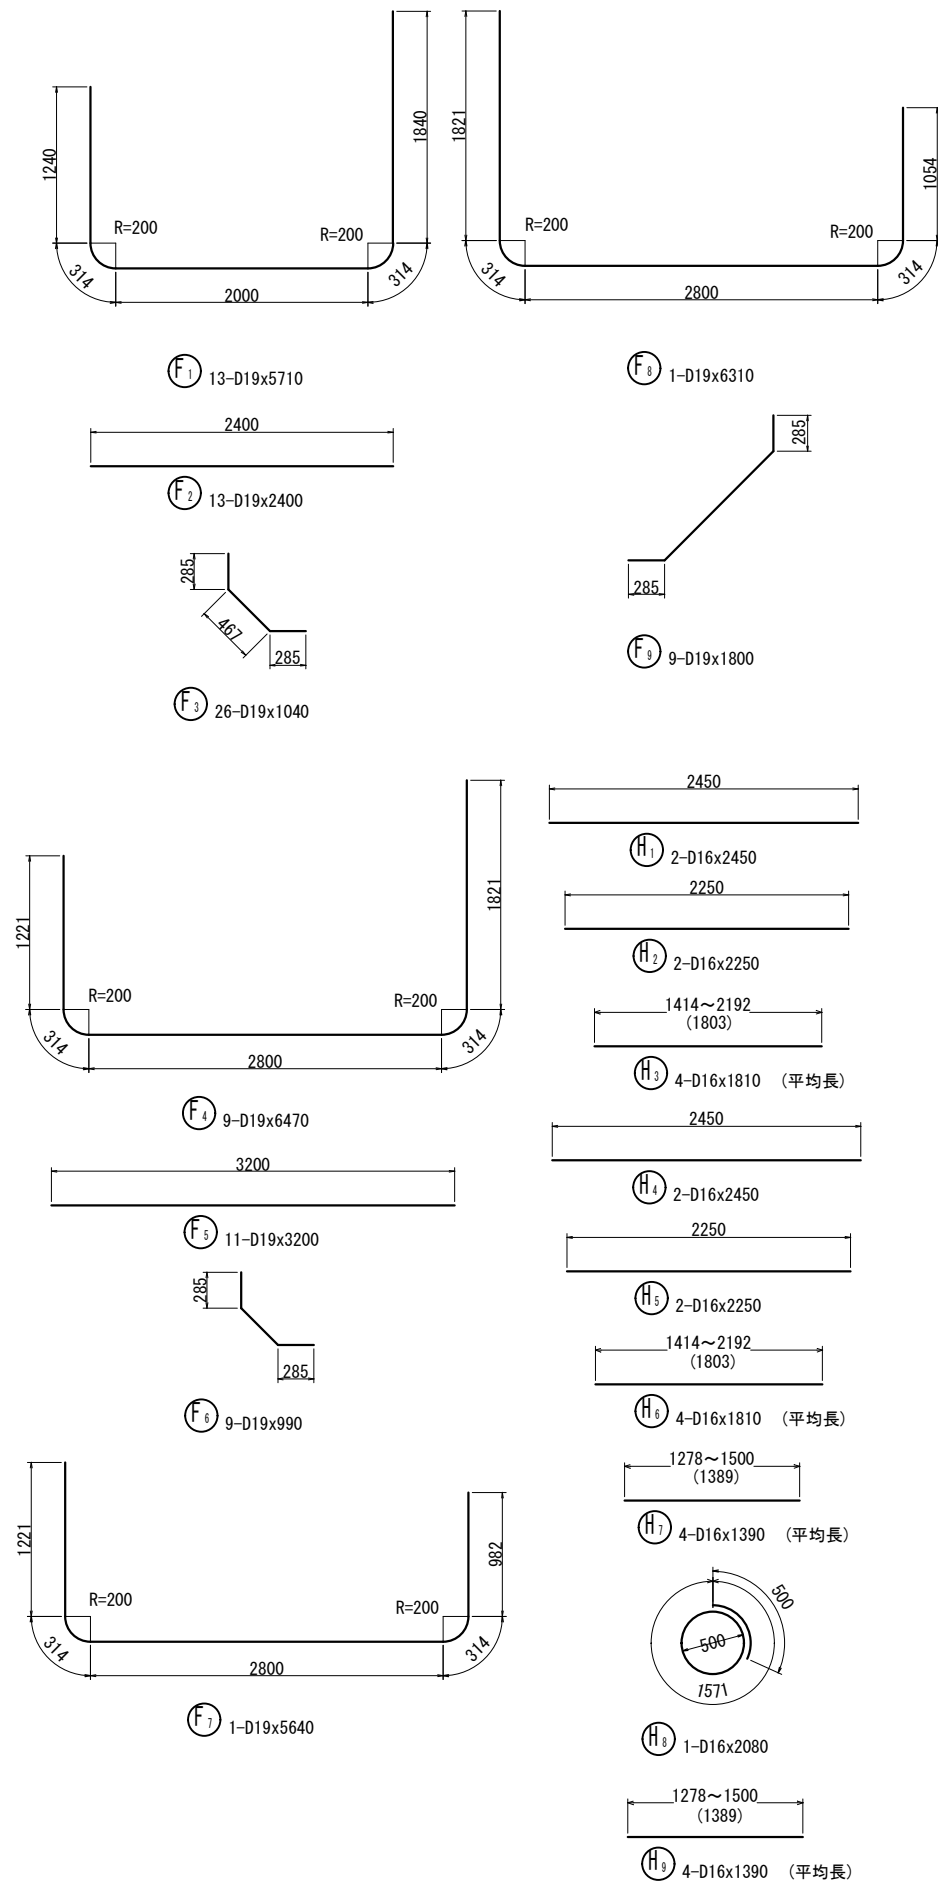 1240
R=200
R=200
1840
314
2000
314
F1 13-D19x5710
1821
R=200
R=200
1054
314
2800
314
F8 1-D19x6310
2400
F2 13-D19x2400
285
467
285
F3 26-D19x1040
285
285
F9 9-D19x1800
1221
R=200
R=200
1821
314
2800
314
F4 9-D19x6470
3200
F5 11-D19x3200
285
285
F6 9-D19x990
1221
R=200
R=200
982
314
2800
314
F7 1-D19x5640
2450
H1 2-D16x2450
2250
H2 2-D16x2250
1414～2192
(1803)
H3 4-D16x1810 (平均長)
2450
H4 2-D16x2450
2250
H5 2-D16x2250
1414～2192
(1803)
H6 4-D16x1810 (平均長)
1278～1500
(1389)
H7 4-D16x1390 (平均長)
500
500
1571
H8 1-D16x2080
1278～1500
(1389)
H9 4-D16x1390 (平均長)